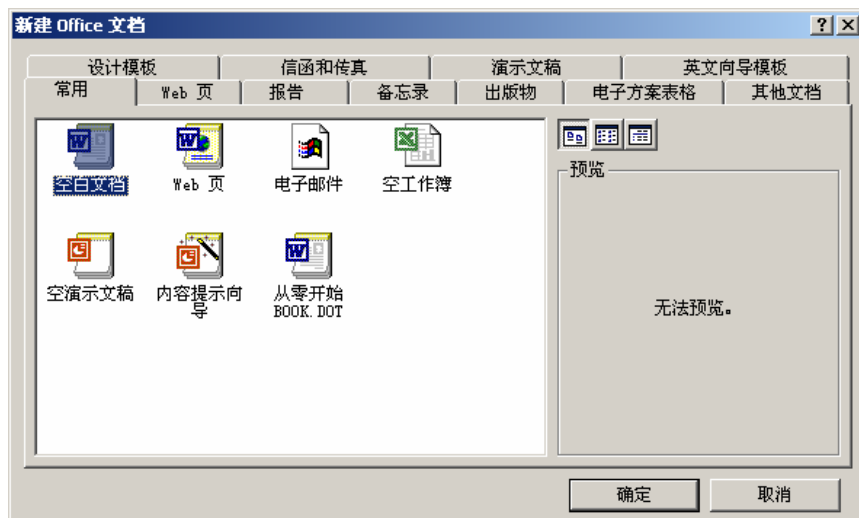 新建 Office 文档
设计模板 信函和传真 演示文稿 英文向导模板
常用 Web 页 报告 备忘录 出版物 电子方案表格 其他文档
空白文档 Web 页 电子邮件 空工作簿
预览
空演示文稿 内容提示向导 从零开始 BOOK.DOT
无法预览。
确定 取消